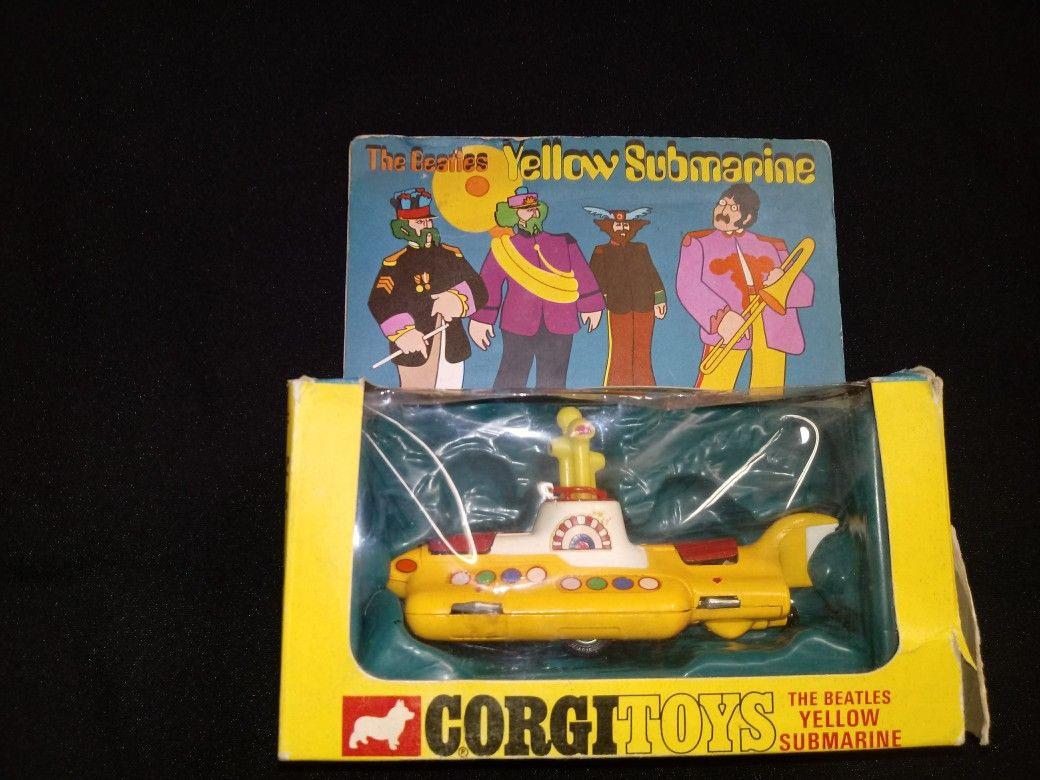 The Beatles Yellow Submarine
CORGI TOYS
®
THE BEATLES
YELLOW
SUBMARINE